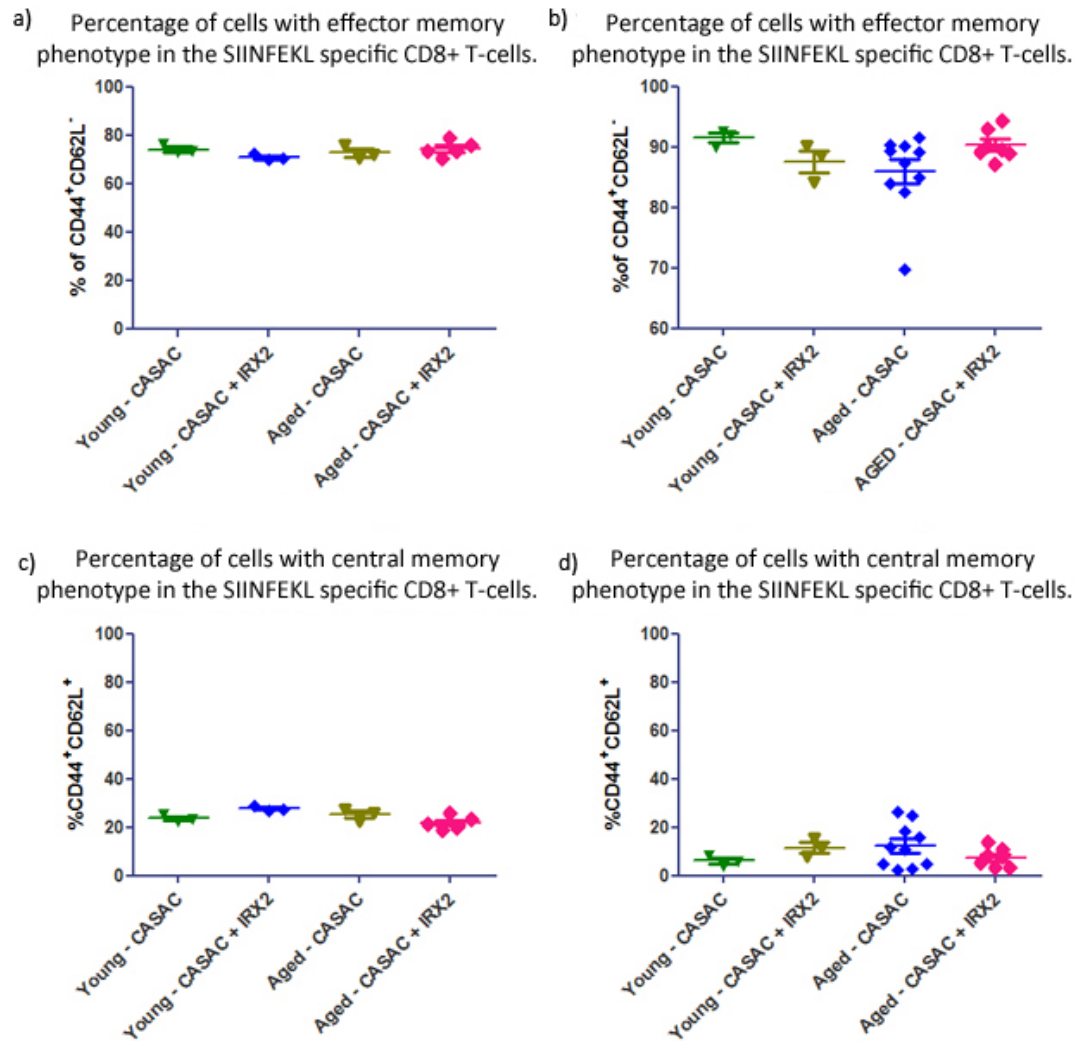 a)
Percentage of cells with effector memory
phenotype in the SIINFEKL specific CD8+ T-cells.
% of CD44⁺CD62L⁻
100
80
60
40
20
0
Young - CASAC
Young - CASAC + IRX2
Aged - CASAC
Aged - CASAC + IRX2
b)
Percentage of cells with effector memory
phenotype in the SIINFEKL specific CD8+ T-cells.
%of CD44⁺CD62L⁻
100
90
80
70
60
Young - CASAC
Young - CASAC + IRX2
Aged - CASAC
AGED - CASAC + IRX2
c)
Percentage of cells with central memory
phenotype in the SIINFEKL specific CD8+ T-cells.
%CD44⁺CD62L⁺
100
80
60
40
20
0
Young - CASAC
Young - CASAC + IRX2
Aged - CASAC
Aged - CASAC + IRX2
d)
Percentage of cells with central memory
phenotype in the SIINFEKL specific CD8+ T-cells.
%CD44⁺CD62L⁺
100
80
60
40
20
0
Young - CASAC
Young - CASAC + IRX2
Aged - CASAC
Aged - CASAC + IRX2